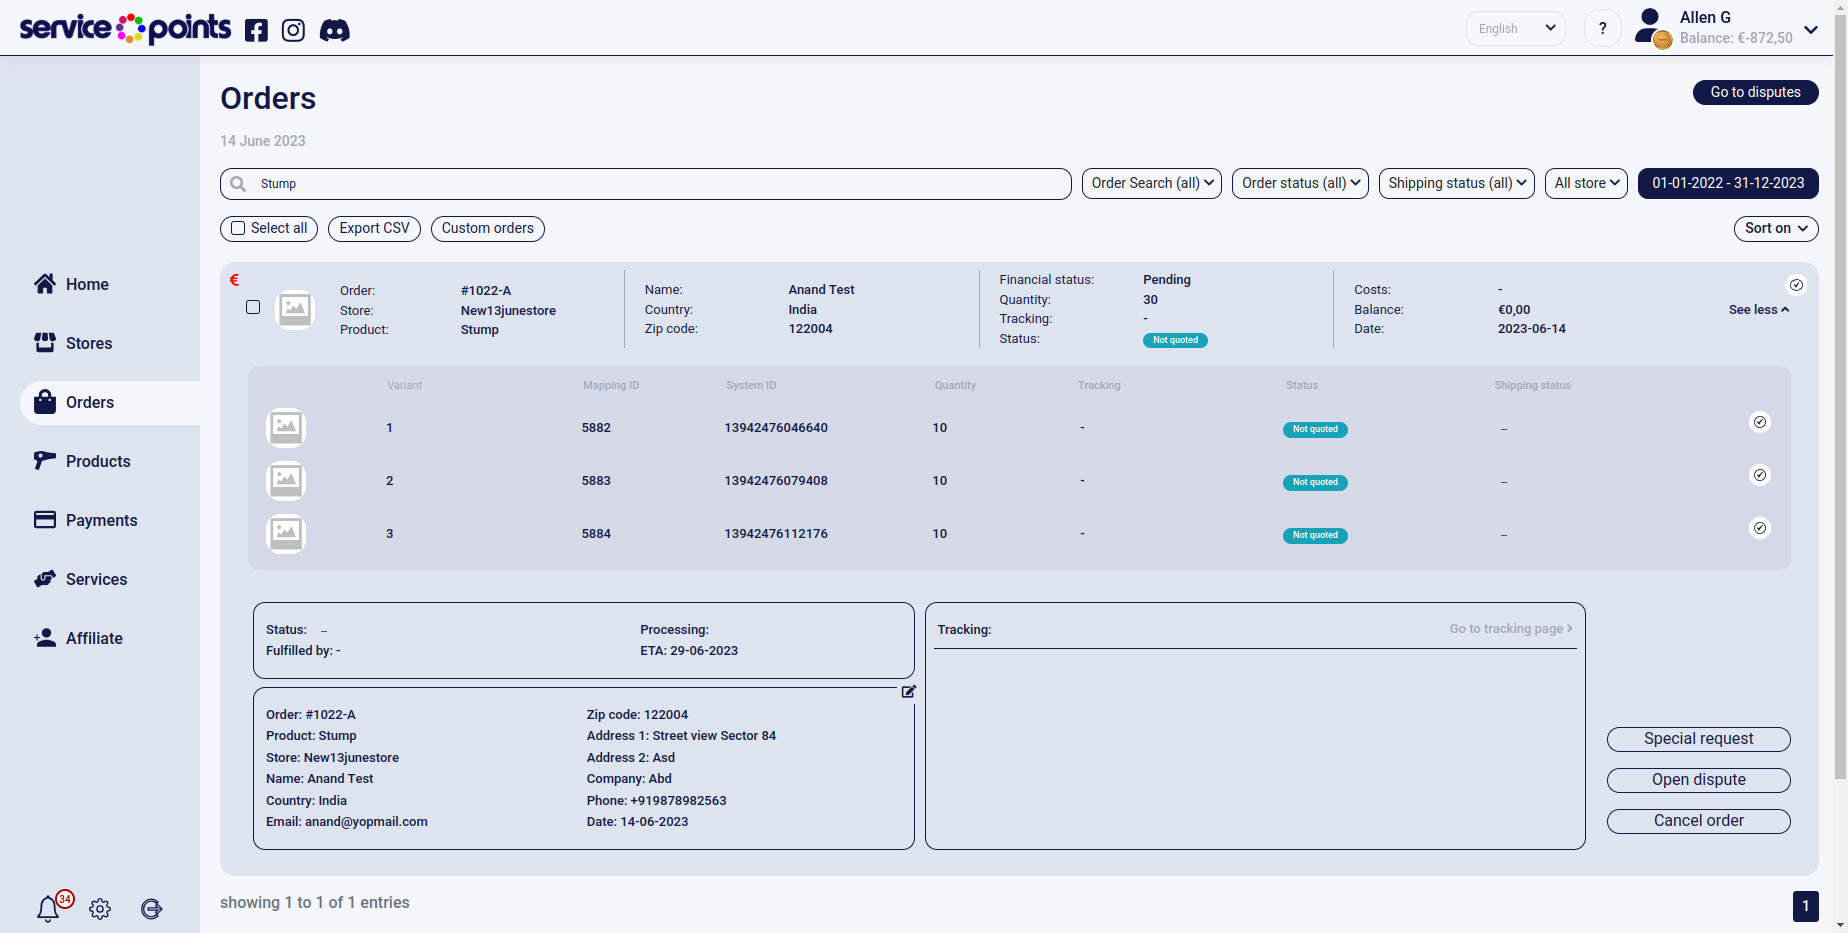 service points
English
?
Allen G
Balance: €-872,50
Orders
Go to disputes
14 June 2023
Stump
Order Search (all)
Order status (all)
Shipping status (all)
All store
01-01-2022 - 31-12-2023
Select all
Export CSV
Custom orders
Sort on
Home
Stores
Orders
Products
Payments
Services
Affiliate
34
€
Order: #1022-A
Store: New13junestore
Product: Stump
Name: Anand Test
Country: India
Zip code: 122004
Financial status: Pending
Quantity: 30
Tracking: -
Status: Not quoted
Costs: -
Balance: €0,00
Date: 2023-06-14
See less
Variant Mapping ID System ID Quantity Tracking Status Shipping status
1 5882 13942476046640 10 - Not quoted --
2 5883 13942476079408 10 - Not quoted --
3 5884 13942476112176 10 - Not quoted --
Status: --
Fulfilled by: -
Processing:
ETA: 29-06-2023
Order: #1022-A
Product: Stump
Store: New13junestore
Name: Anand Test
Country: India
Email: anand@yopmail.com
Zip code: 122004
Address 1: Street view Sector 84
Address 2: Asd
Company: Abd
Phone: +919878982563
Date: 14-06-2023
Tracking:
Go to tracking page
Special request
Open dispute
Cancel order
showing 1 to 1 of 1 entries
1